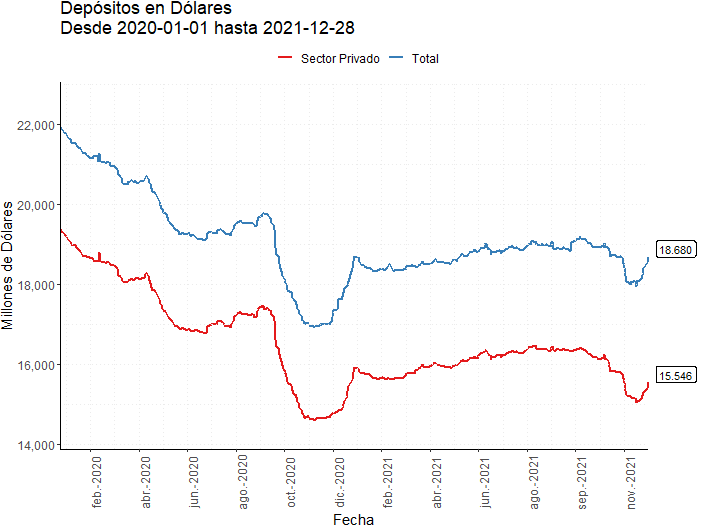 Depósitos en Dólares
Desde 2020-01-01 hasta 2021-12-28
Sector Privado
Total
Millones de Dólares
22,000
20,000
18,000
16,000
14,000
18.680
15.546
feb.-2020
abr.-2020
jun.-2020
ago.-2020
oct.-2020
dic.-2020
feb.-2021
abr.-2021
jun.-2021
ago.-2021
sep.-2021
nov.-2021
Fecha